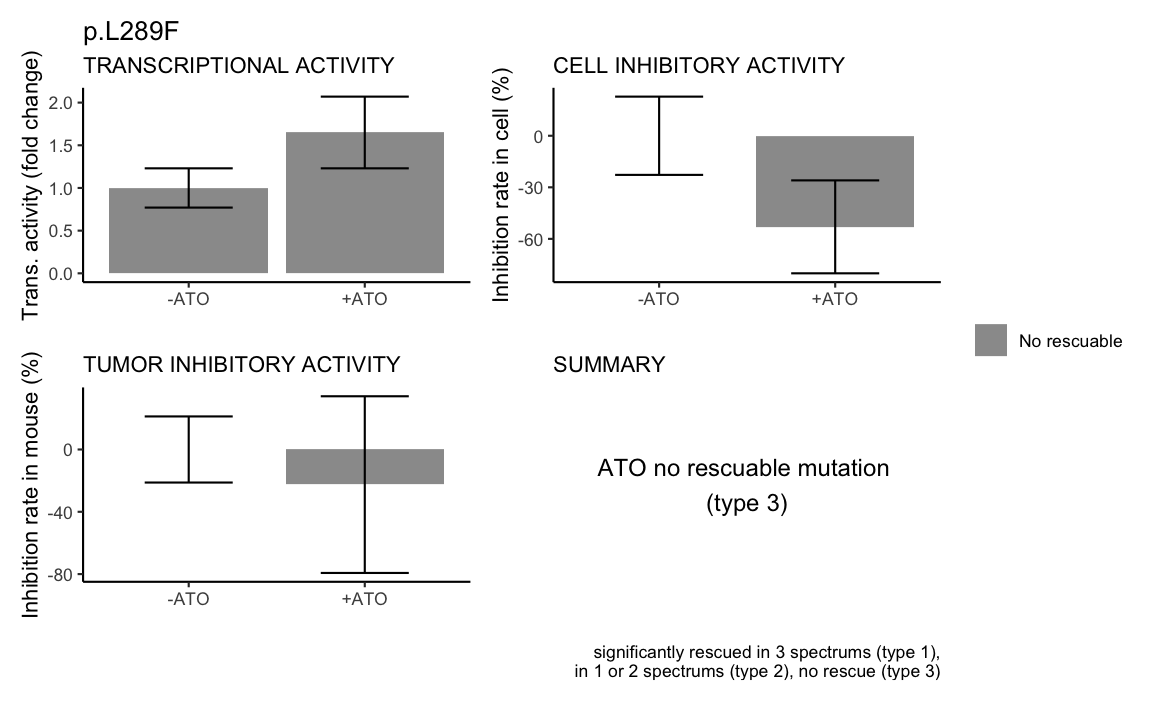 p.L289F
TRANSCRIPTIONAL ACTIVITY
Trans. activity (fold change)
2.0
1.5
1.0
0.5
0.0
-ATO
+ATO
CELL INHIBITORY ACTIVITY
Inhibition rate in cell (%)
0
-30
-60
-ATO
+ATO
No rescuable
TUMOR INHIBITORY ACTIVITY
Inhibition rate in mouse (%)
0
-40
-80
-ATO
+ATO
SUMMARY
ATO no rescuable mutation
(type 3)
significantly rescued in 3 spectrums (type 1),
in 1 or 2 spectrums (type 2), no rescue (type 3)